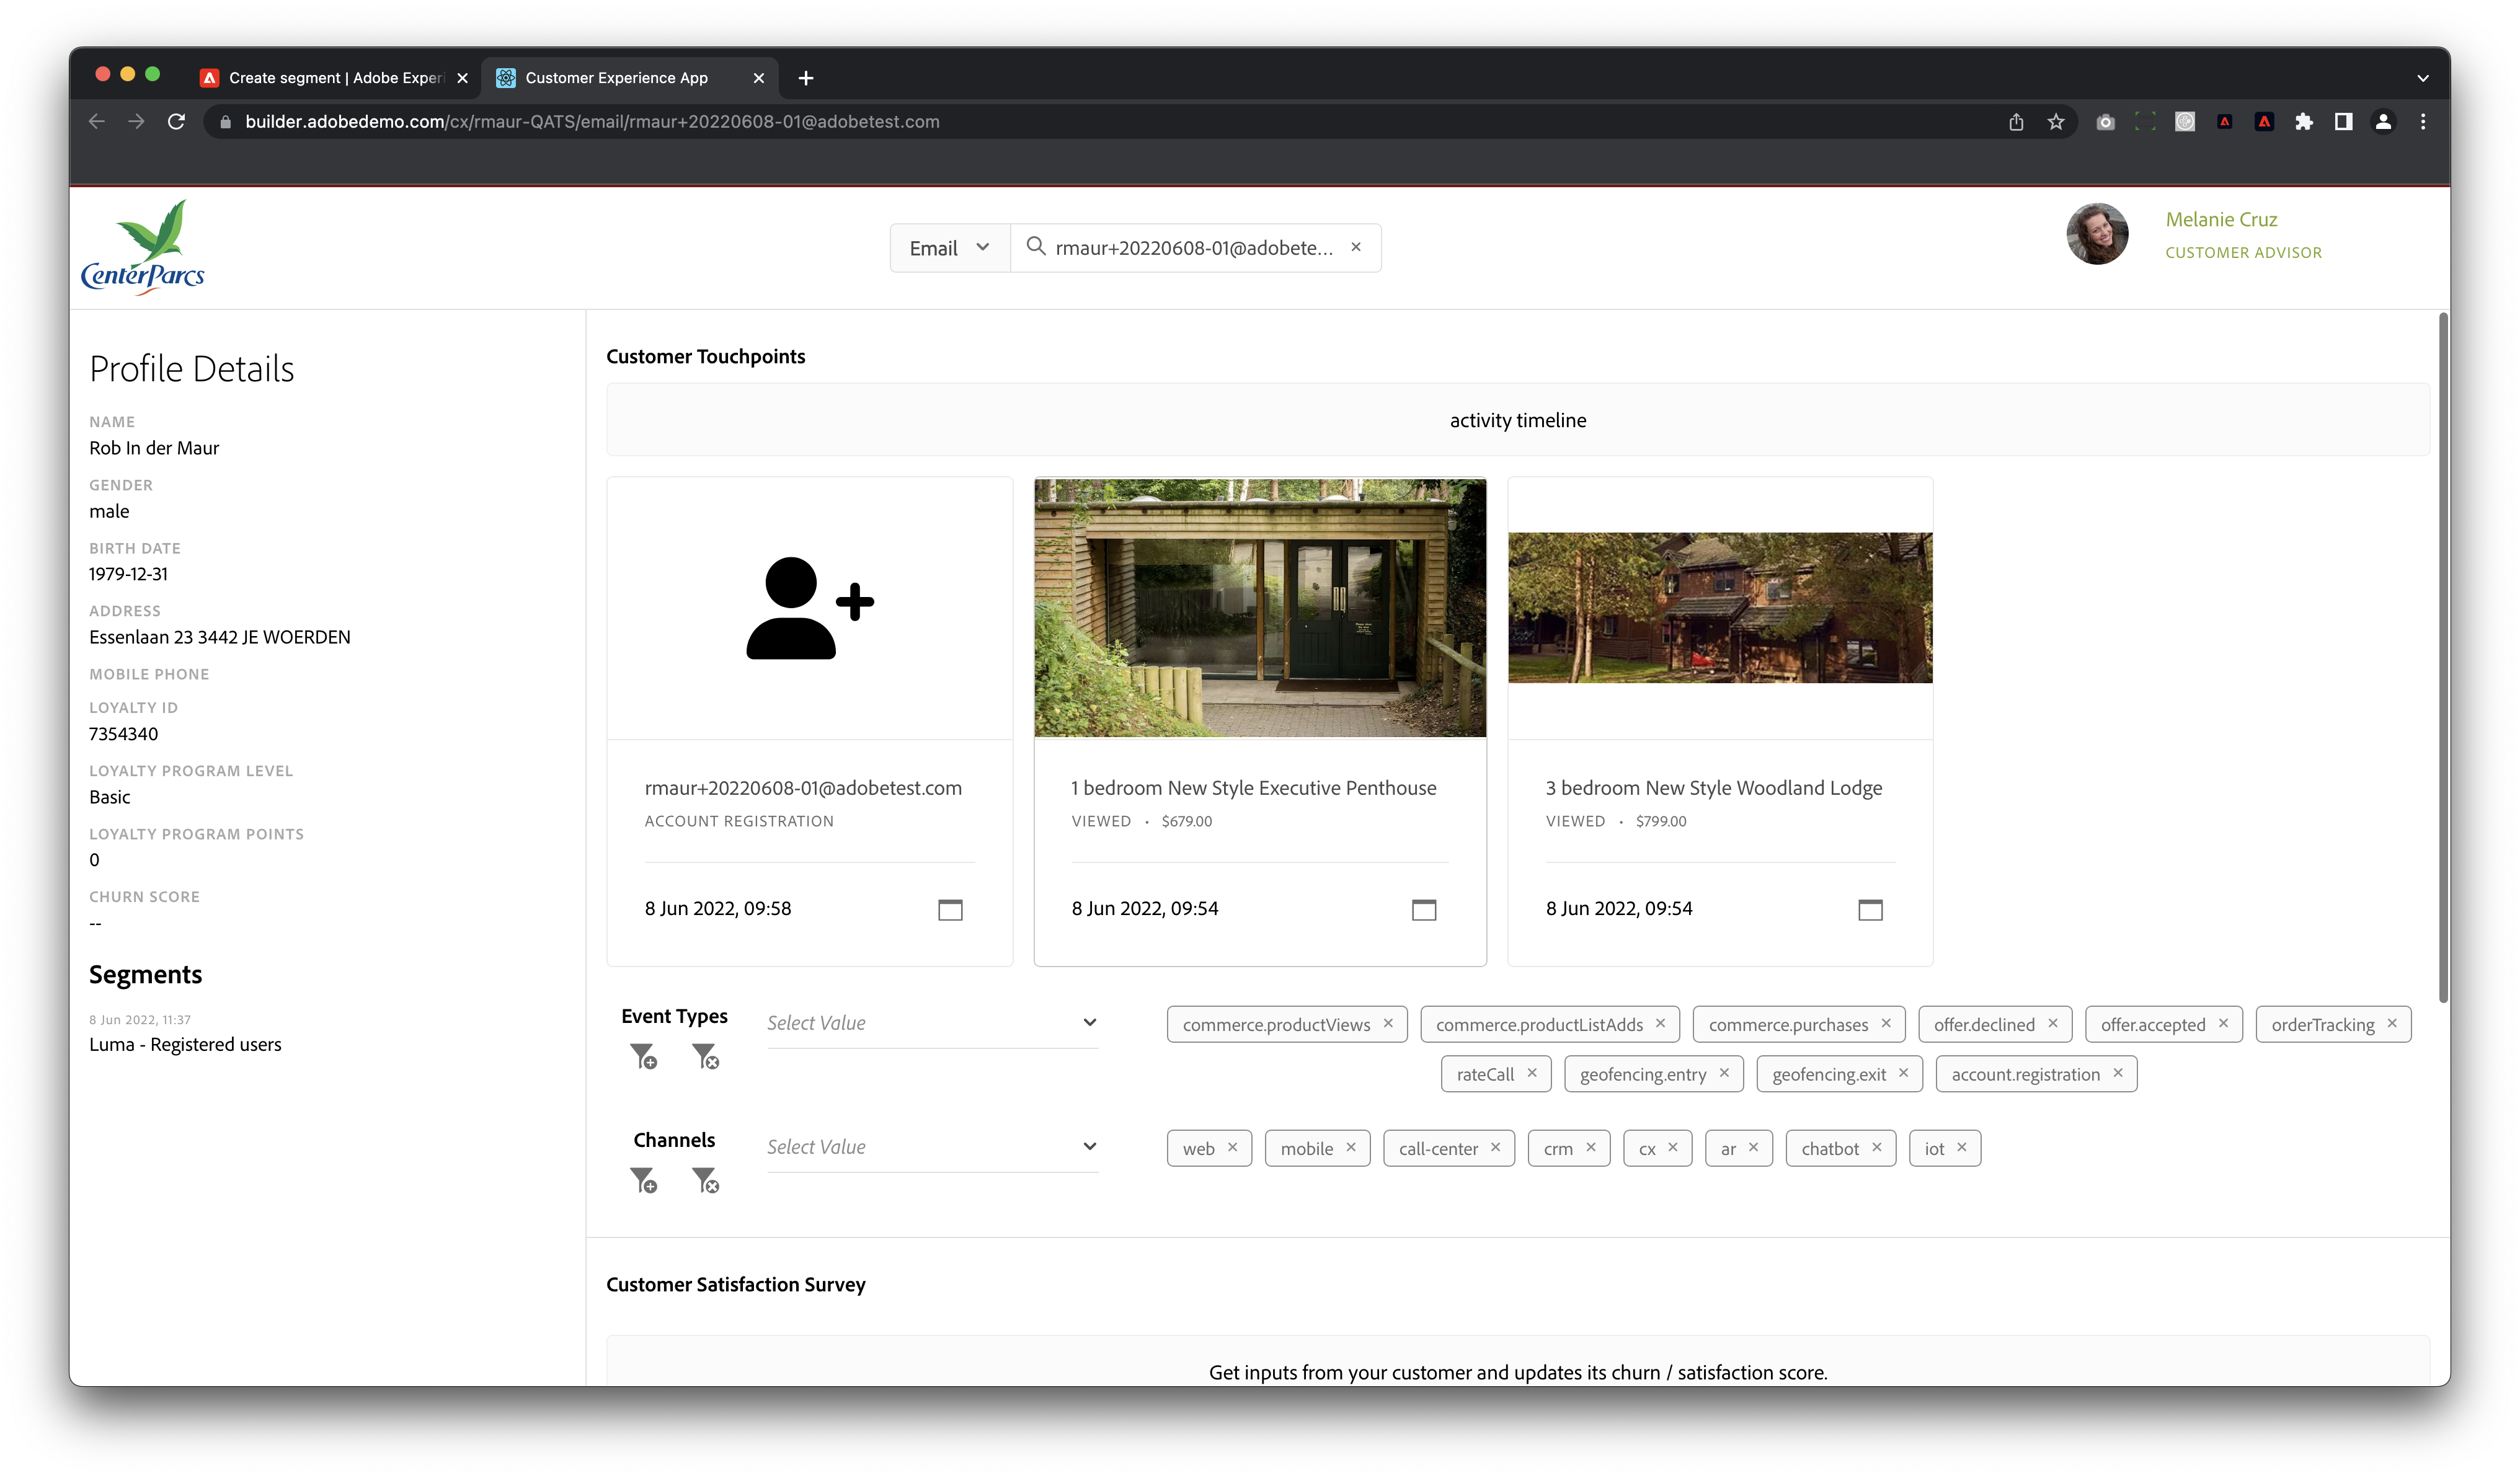 Create segment | Adobe Experi
Customer Experience App
builder.adobedemo.com/cx/rmaur-QATS/email/rmaur+20220608-01@adobetest.com
CenterParcs
Email
rmaur+20220608-01@adobete...
Melanie Cruz
CUSTOMER ADVISOR
Profile Details
NAME
Rob In der Maur
GENDER
male
BIRTH DATE
1979-12-31
ADDRESS
Essenlaan 23 3442 JE WOERDEN
MOBILE PHONE
LOYALTY ID
7354340
LOYALTY PROGRAM LEVEL
Basic
LOYALTY PROGRAM POINTS
0
CHURN SCORE
--
Segments
8 Jun 2022, 11:37
Luma - Registered users
Customer Touchpoints
activity timeline
rmaur+20220608-01@adobetest.com
ACCOUNT REGISTRATION
8 Jun 2022, 09:58
1 bedroom New Style Executive Penthouse
VIEWED • $679.00
8 Jun 2022, 09:54
3 bedroom New Style Woodland Lodge
VIEWED • $799.00
8 Jun 2022, 09:54
Event Types
Select Value
commerce.productViews
commerce.productListAdds
commerce.purchases
offer.declined
offer.accepted
orderTracking
rateCall
geofencing.entry
geofencing.exit
account.registration
Channels
Select Value
web
mobile
call-center
crm
cx
ar
chatbot
iot
Customer Satisfaction Survey
Get inputs from your customer and updates its churn / satisfaction score.